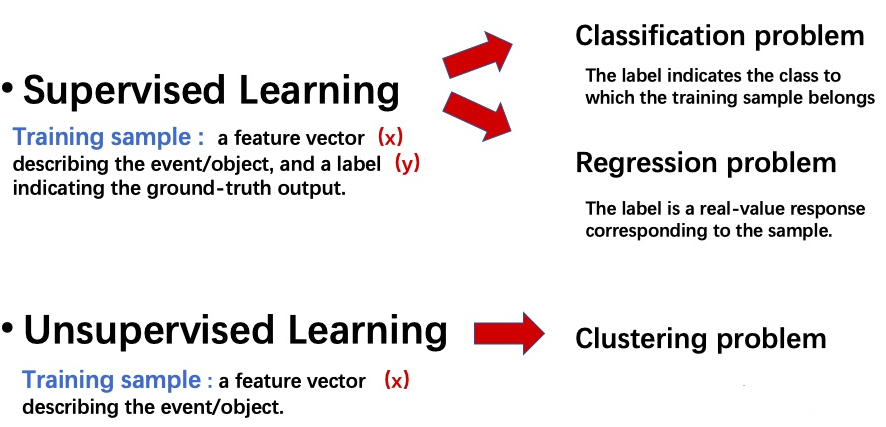 • Supervised Learning
Training sample : a feature vector (x)
describing the event/object, and a label (y)
indicating the ground-truth output.
Classification problem
The label indicates the class to
which the training sample belongs
Regression problem
The label is a real-value response
corresponding to the sample.
• Unsupervised Learning
Training sample : a feature vector (x)
describing the event/object.
Clustering problem